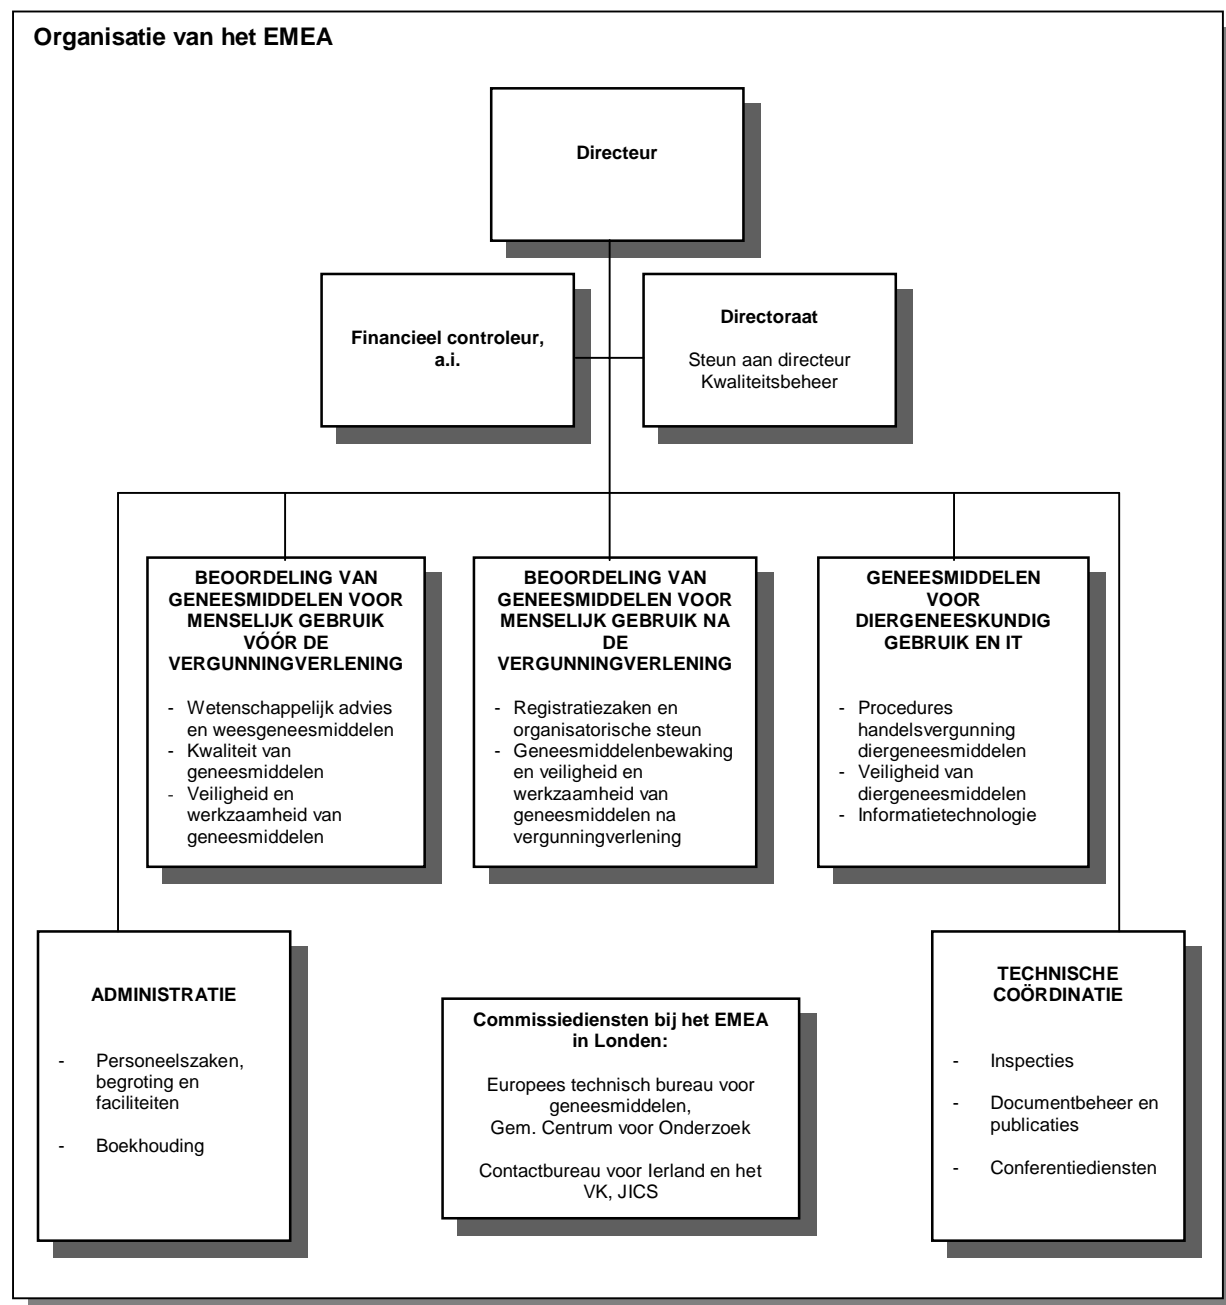 Organisatie van het EMEA
Directeur
Financieel controleur,
a.i.
Directoraat
Steun aan directeur
Kwaliteitsbeheer
BEOORDELING VAN
GENEESMIDDELEN VOOR
MENSELIJK GEBRUIK
VÓÓR DE
VERGUNNINGVERLENING
- Wetenschappelijk advies
en weesgeneesmiddelen
- Kwaliteit van
geneesmiddelen
- Veiligheid en
werkzaamheid van
geneesmiddelen
BEOORDELING VAN
GENEESMIDDELEN VOOR
MENSELIJK GEBRUIK NA
DE
VERGUNNINGVERLENING
- Registratiezaken en
organisatorische steun
- Geneesmiddelenbewaking
en veiligheid en
werkzaamheid van
geneesmiddelen na
vergunningverlening
GENEESMIDDELEN
VOOR
DIERGENEESKUNDIG
GEBRUIK EN IT
- Procedures
handelsvergunning
diergeneesmiddelen
- Veiligheid van
diergeneesmiddelen
- Informatietechnologie
ADMINISTRATIE
- Personeelszaken,
begroting en
faciliteiten
- Boekhouding
Commissiediensten bij het EMEA
in Londen:
Europees technisch bureau voor
geneesmiddelen,
Gem. Centrum voor Onderzoek
Contactbureau voor Ierland en het
VK, JICS
TECHNISCHE
COÖRDINATIE
- Inspecties
- Documentbeheer en
publicaties
- Conferentiediensten